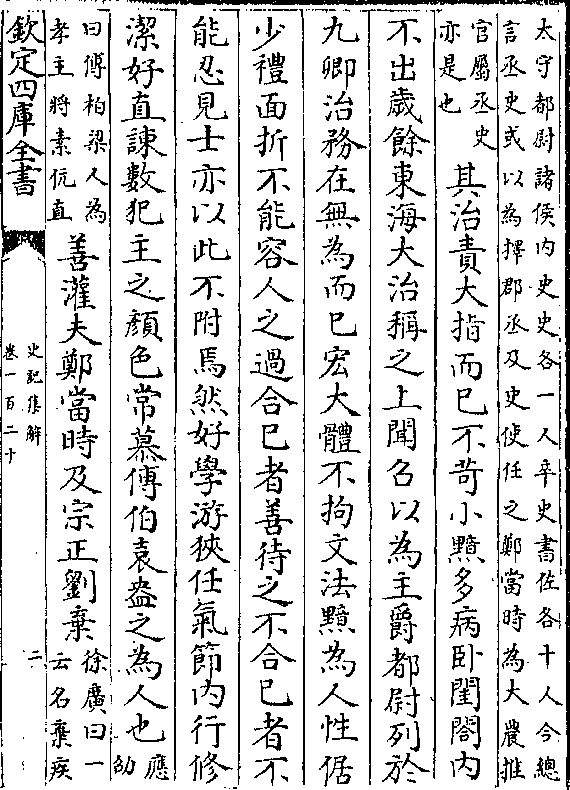 太守都尉諸侯内史史各一人卒史書佐各十人今總
言丞史或以為擇郡丞及史使任之鄭當時為大農推
官屬丞史
亦是也
其治責大指而已不苛小黯多病卧閨閤内
不出歲餘東海大治稱之上聞召以為主爵都尉列於
九卿治務在無為而已宏大體不拘文法黯為人性倨
少禮面折不能容人之過合已者善待之不合已者不
能忍見士亦以此不附焉然好學游狹任氣節内行修
潔好直諫數犯主之顔色常慕傅伯袁盎之為人也
應
劭
曰傅柏梁人為
孝主將素伉直
善灌夫鄭當時及宗正劉棄
徐廣曰一
云名棄疾
欽定四庫全書
史記集解
卷一百二十
二